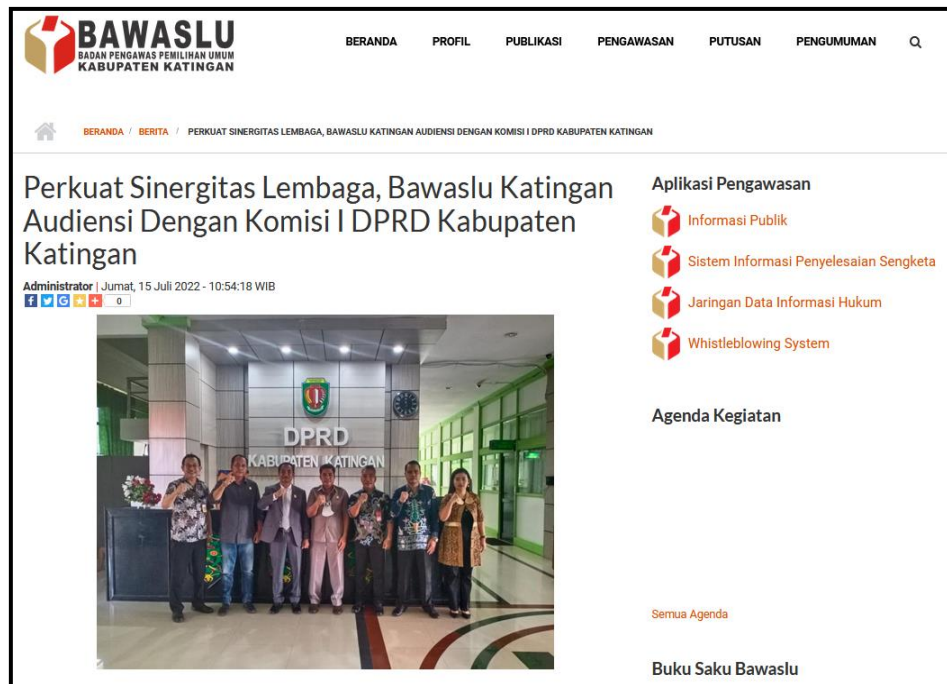 BAWASLU
BADAN PENGAWAS PEMILIHAN UMUM
KABUPATEN KATINGAN
BERANDA PROFIL PUBLIKASI PENGAWASAN PUTUSAN PENGUMUMAN
BERANDA / BERITA / PERKUAT SINERGITAS LEMBAGA, BAWASLU KATINGAN AUDIENSI DENGAN KOMISI I DPRD KABUPATEN KATINGAN
Perkuat Sinergitas Lembaga, Bawaslu Katingan
Audiensi Dengan Komisi I DPRD Kabupaten
Katingan
Administrator | Jumat, 15 Juli 2022 - 10:54:18 WIB
0
DPRD
KABUPATEN KATINGAN
Aplikasi Pengawasan
Informasi Publik
Sistem Informasi Penyelesaian Sengketa
Jaringan Data Informasi Hukum
Whistleblowing System
Agenda Kegiatan
Semua Agenda
Buku Saku Bawaslu